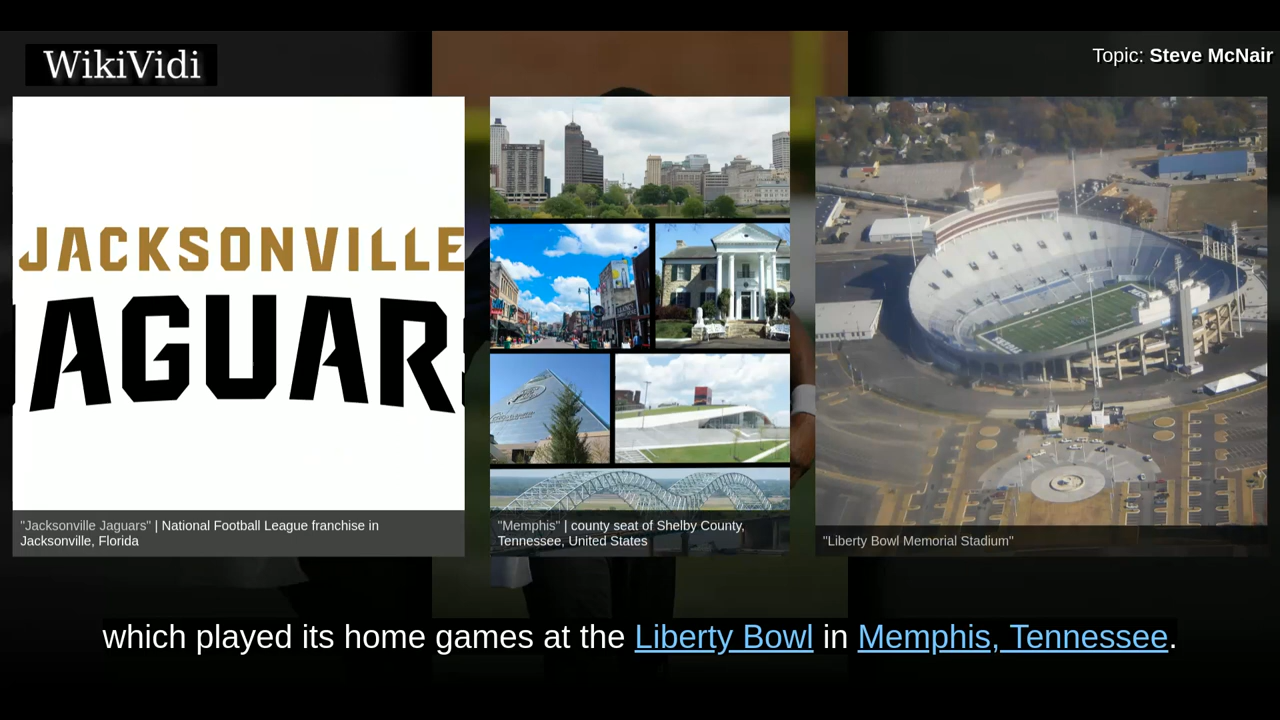 WikiVidi
Topic: Steve McNair
JACKSONVILLE
AGUAR
"Jacksonville Jaguars" | National Football League franchise in
Jacksonville, Florida
"Memphis" | county seat of Shelby County,
Tennessee, United States
"Liberty Bowl Memorial Stadium"
which played its home games at the Liberty Bowl in Memphis, Tennessee.